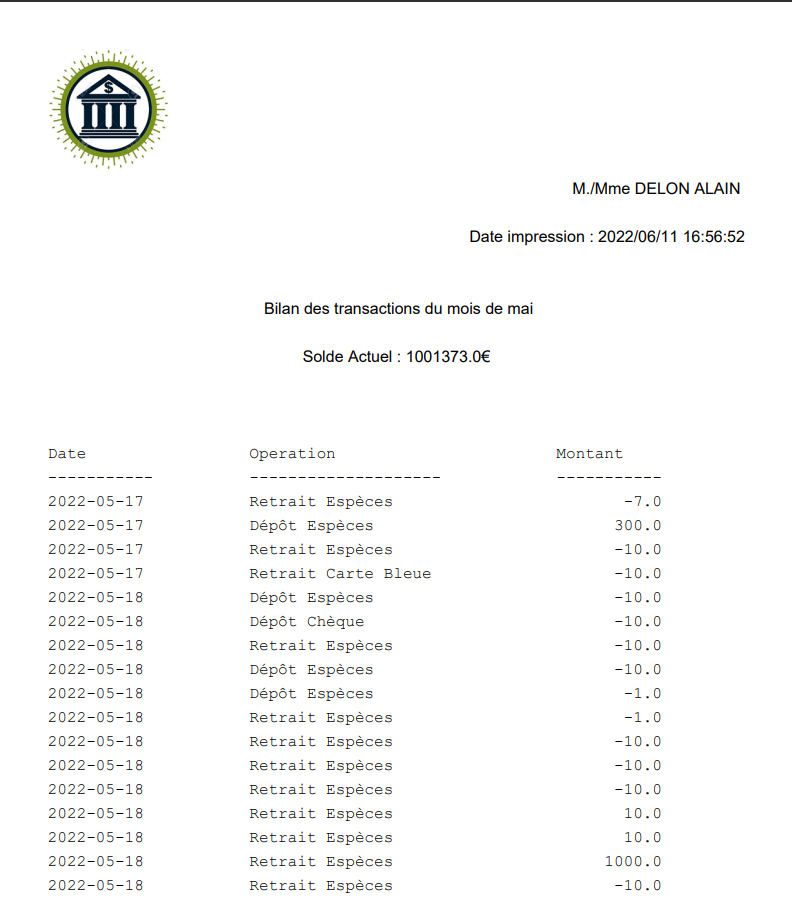 $
M./Mme DELON ALAIN
Date impression : 2022/06/11 16:56:52
Bilan des transactions du mois de mai
Solde Actuel : 1001373.0€
Date Operation Montant
----------- -------------------- -----------
2022-05-17 Retrait Espèces -7.0
2022-05-17 Dépôt Espèces 300.0
2022-05-17 Retrait Espèces -10.0
2022-05-17 Retrait Carte Bleue -10.0
2022-05-18 Dépôt Espèces -10.0
2022-05-18 Dépôt Chèque -10.0
2022-05-18 Retrait Espèces -10.0
2022-05-18 Dépôt Espèces -10.0
2022-05-18 Dépôt Espèces -1.0
2022-05-18 Retrait Espèces -1.0
2022-05-18 Retrait Espèces -10.0
2022-05-18 Retrait Espèces -10.0
2022-05-18 Retrait Espèces -10.0
2022-05-18 Retrait Espèces 10.0
2022-05-18 Retrait Espèces 10.0
2022-05-18 Retrait Espèces 1000.0
2022-05-18 Retrait Espèces -10.0